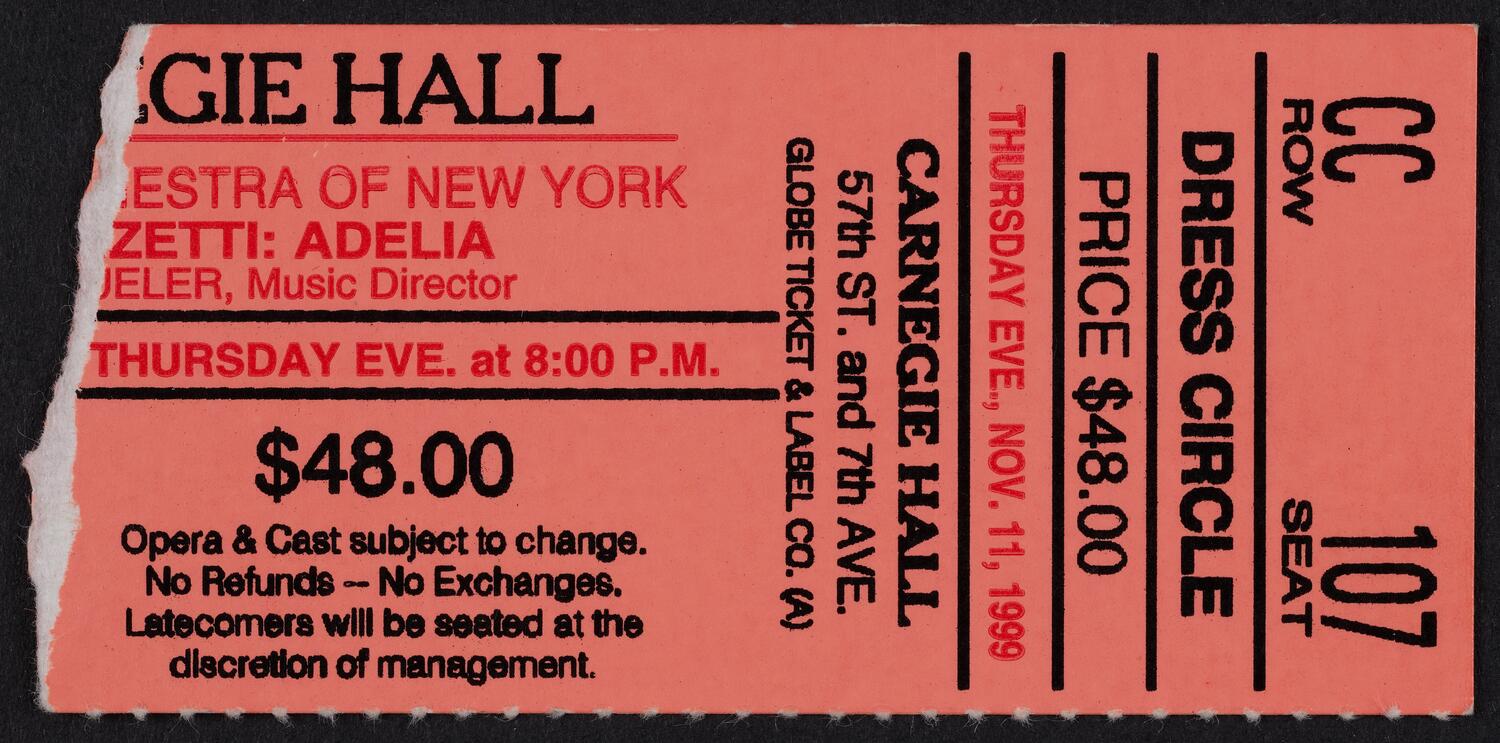 EGIE HALL
ESTRA OF NEW YORK
ZETTI: ADELIA
ELER, Music Director
THURSDAY EVE. at 8:00 P.M.
$48.00
Opera & Cast subject to change.
No Refunds – No Exchanges.
Latecomers will be seated at the
discretion of management.
GLOBE TICKET & LABEL CO. (A)
57th ST. and 7th AVE.
CARNEGIE HALL
THURSDAY EVE., NOV. 11, 1999
PRICE $48.00
DRESS CIRCLE
ROW CC
SEAT 107